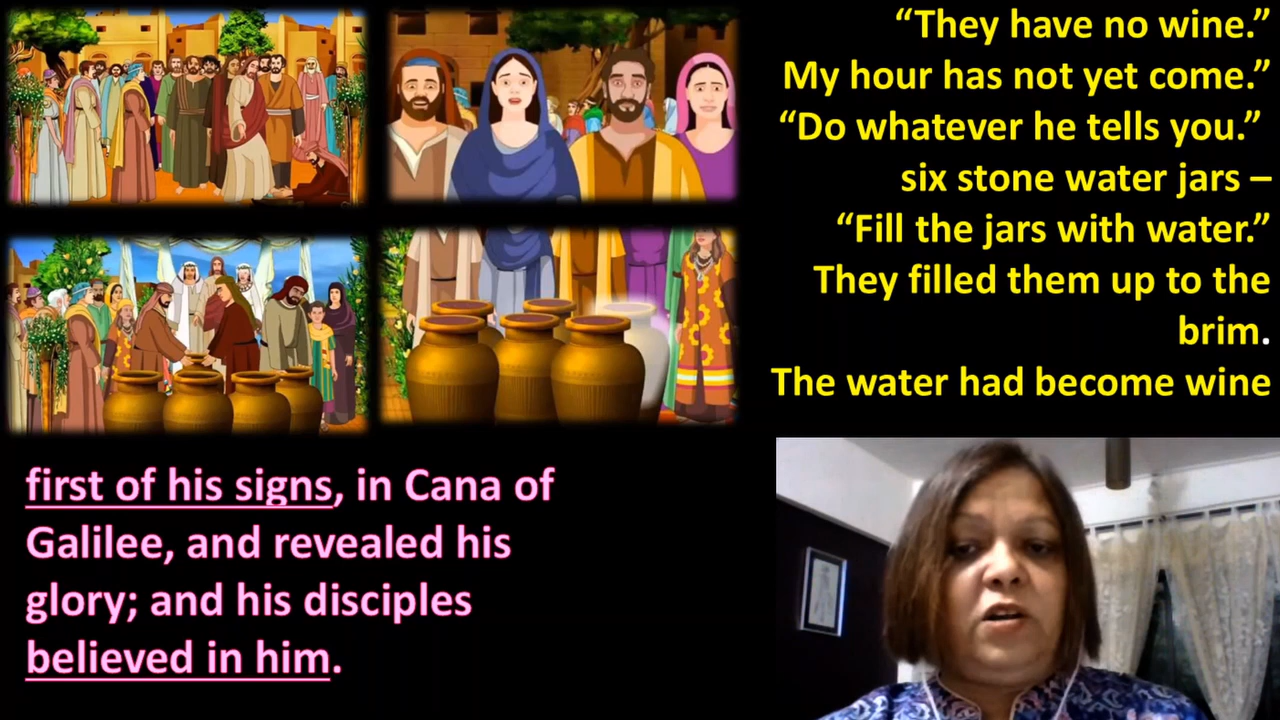 “They have no wine.”
My hour has not yet come.”
“Do whatever he tells you.”
six stone water jars –
“Fill the jars with water.”
They filled them up to the
brim.
The water had become wine
first of his signs, in Cana of
Galilee, and revealed his
glory; and his disciples
believed in him.